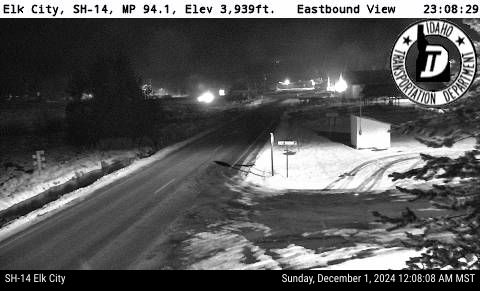 Elk City, SH-14, MP 94.1, Elev 3,939ft. Eastbound View 23:08:29
IDAHO
TRANSPORTATION DEPARTMENT
SH-14 Elk City
Sunday, December 1, 2024 12:08:08 AM MST